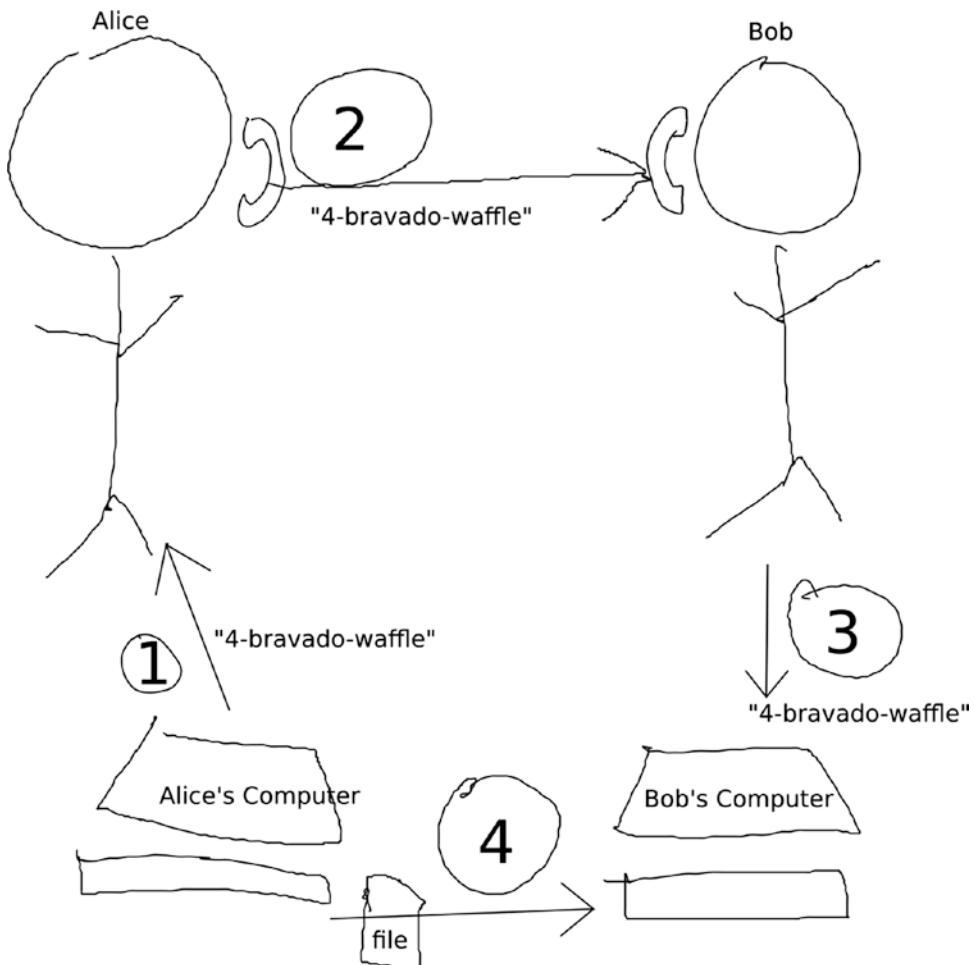 Alice
Bob
2
"4-bravado-waffle"
1
"4-bravado-waffle"
3
"4-bravado-waffle"
Alice's Computer
Bob's Computer
4
file